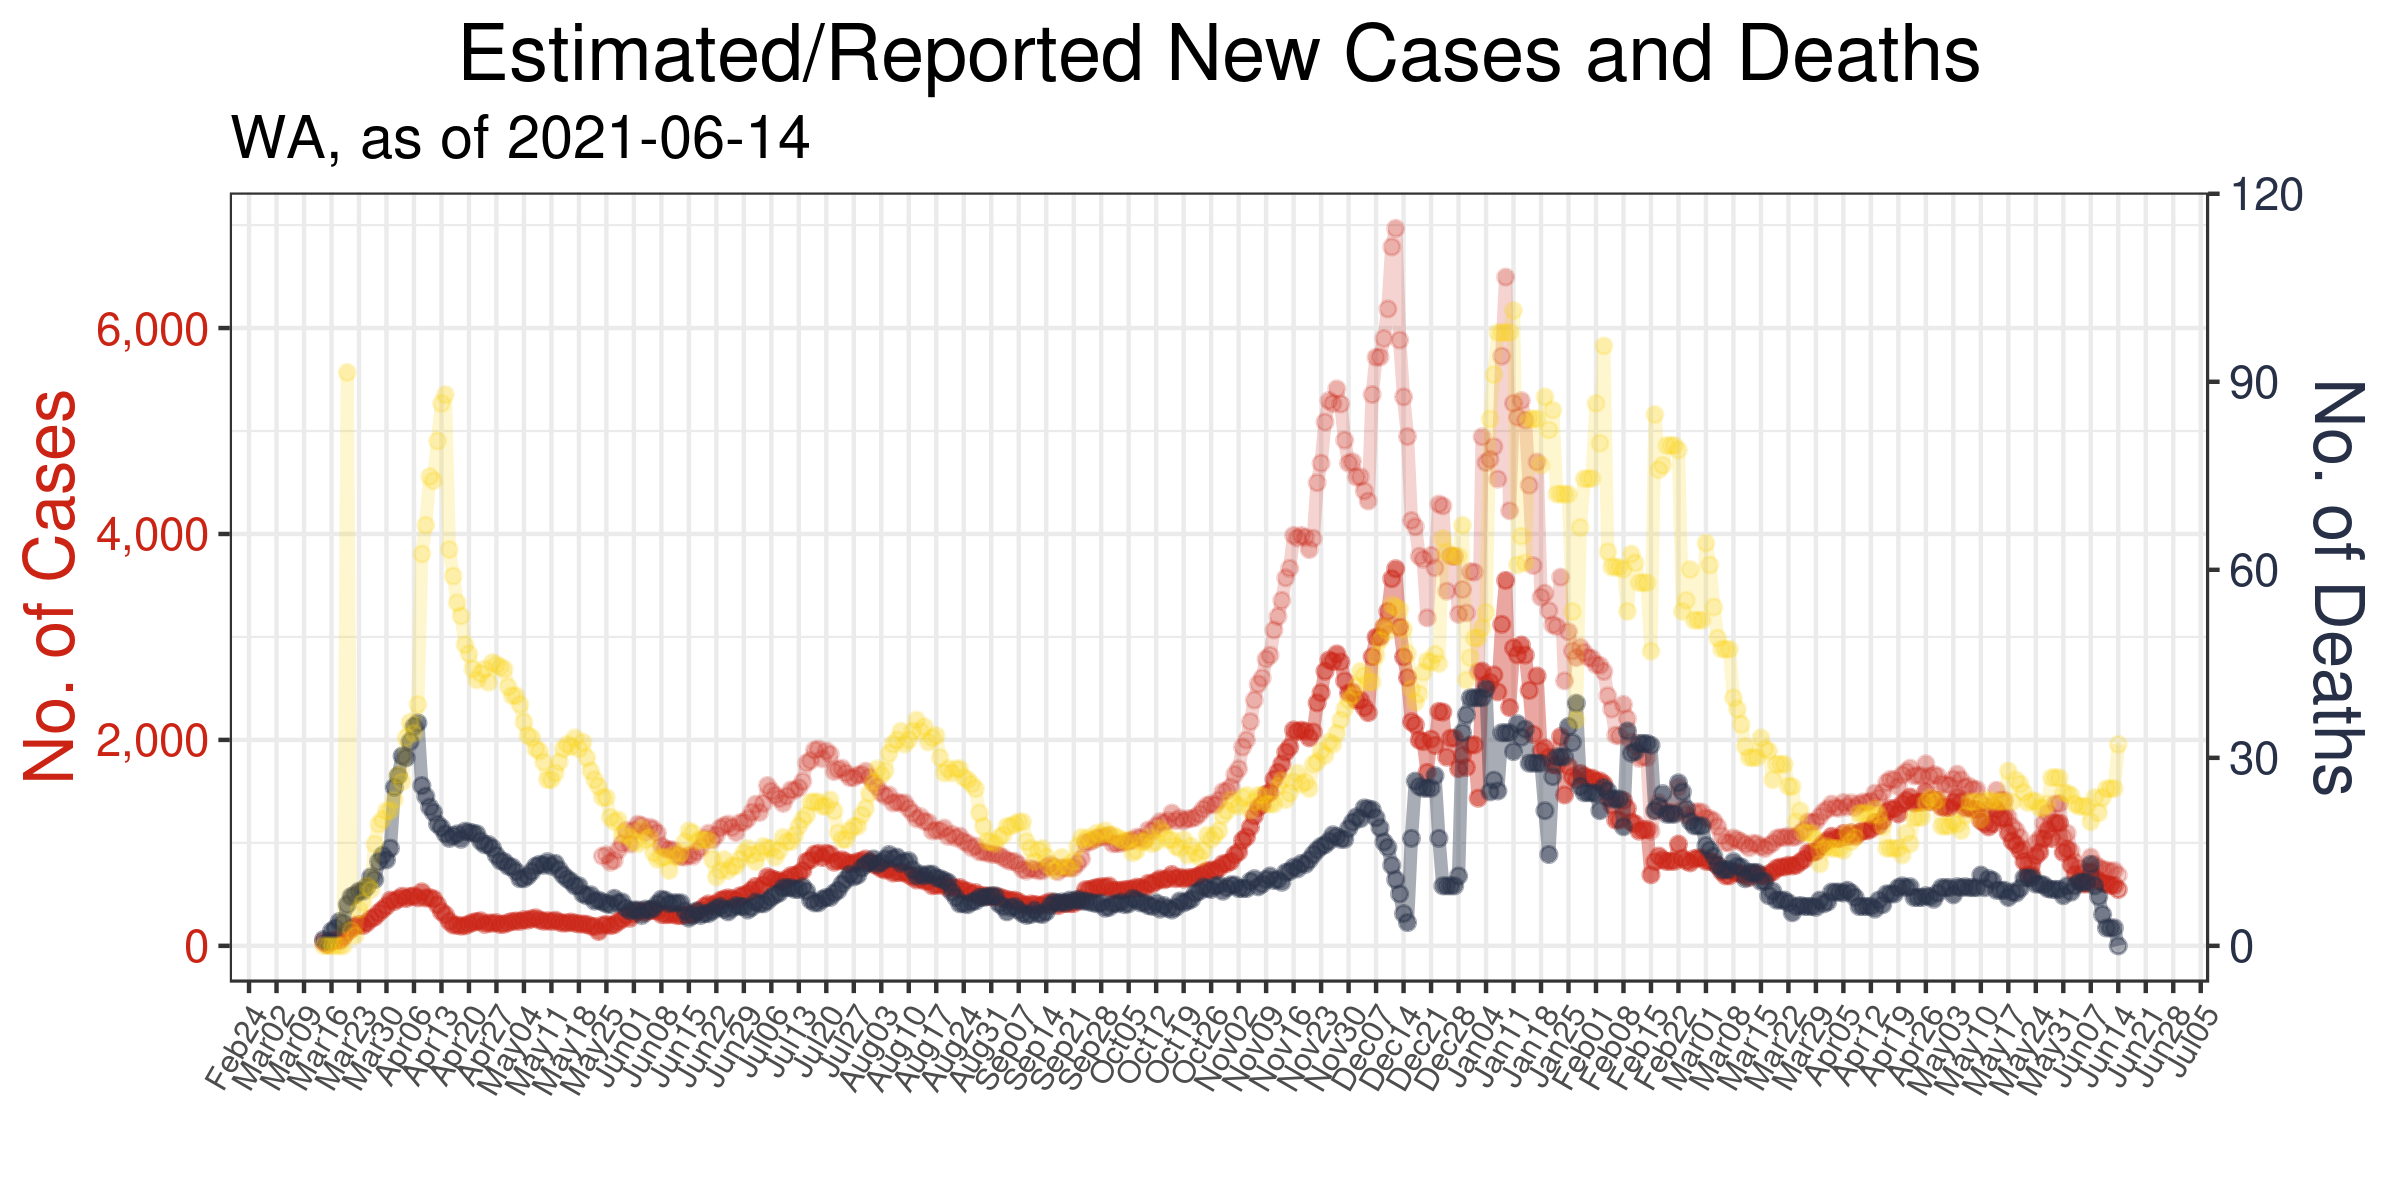 Estimated/Reported New Cases and Deaths
WA, as of 2021-06-14
No. of Cases
6,000
4,000
2,000
0
120
90
60
30
0
No. of Deaths
Feb24
Mar02
Mar09
Mar16
Mar23
Mar30
Apr06
Apr13
Apr20
Apr27
May04
May11
May18
May25
Jun01
Jun08
Jun15
Jun22
Jun29
Jul06
Jul13
Jul20
Jul27
Aug03
Aug10
Aug17
Aug24
Aug31
Sep07
Sep14
Sep21
Sep28
Oct05
Oct12
Oct19
Oct26
Nov02
Nov09
Nov16
Nov23
Nov30
Dec07
Dec14
Dec21
Dec28
Jan04
Jan11
Jan18
Jan25
Feb01
Feb08
Feb15
Feb22
Mar01
Mar08
Mar15
Mar22
Mar29
Apr05
Apr12
Apr19
Apr26
May03
May10
May17
May24
May31
Jun07
Jun14
Jun21
Jun28
Jul05